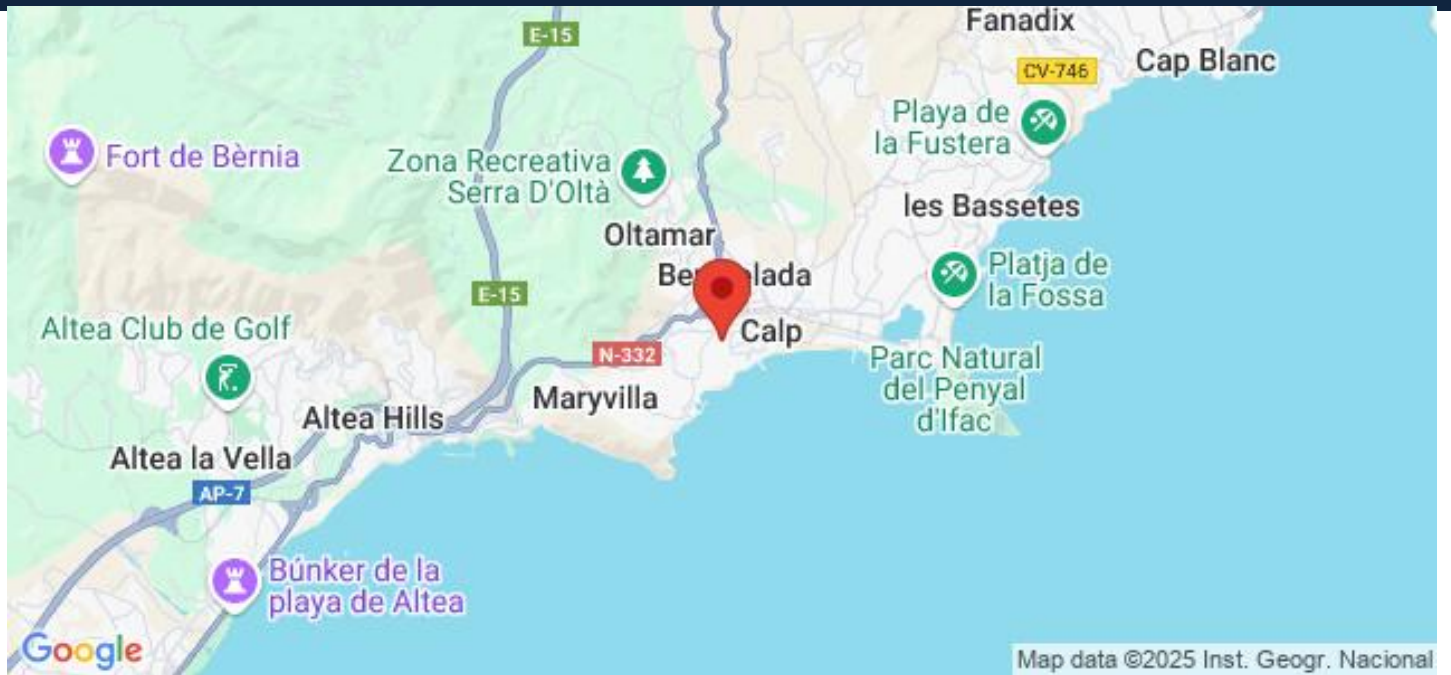 Fanadix
E-15
Cap Blanc
CV-746
Playa de
la Fustera
Fort de Bèrnia
Zona Recreativa
Serra D'Oltà
les Bassetes
Oltamar
Platja de
la Fossa
E-15
Altea Club de Golf
Calp
N-332
Parc Natural
del Penyal
d'Ifac
Maryvilla
Altea Hills
Altea la Vella
AP-7
Búnker de la
playa de Altea
Google
Map data ©2025 Inst. Geogr. Nacional